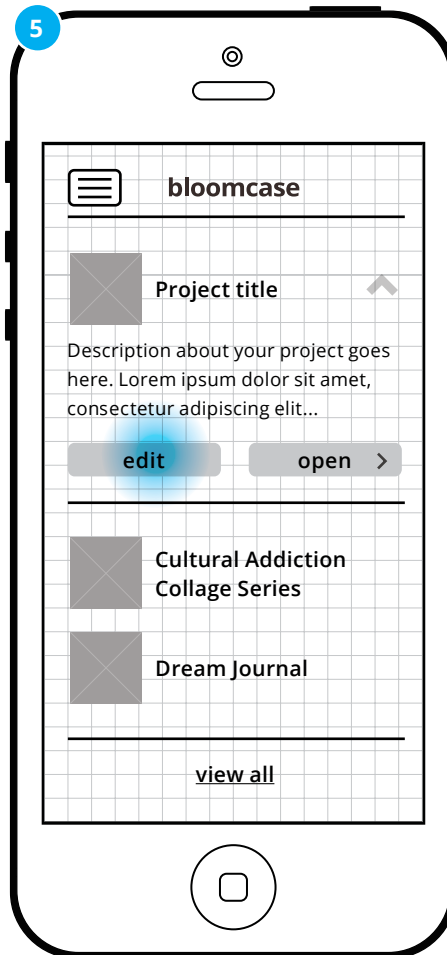 5
bloomcase
Project title
Description about your project goes
here. Lorem ipsum dolor sit amet,
consectetur adipiscing elit...
edit
open >
Cultural Addiction
Collage Series
Dream Journal
view all